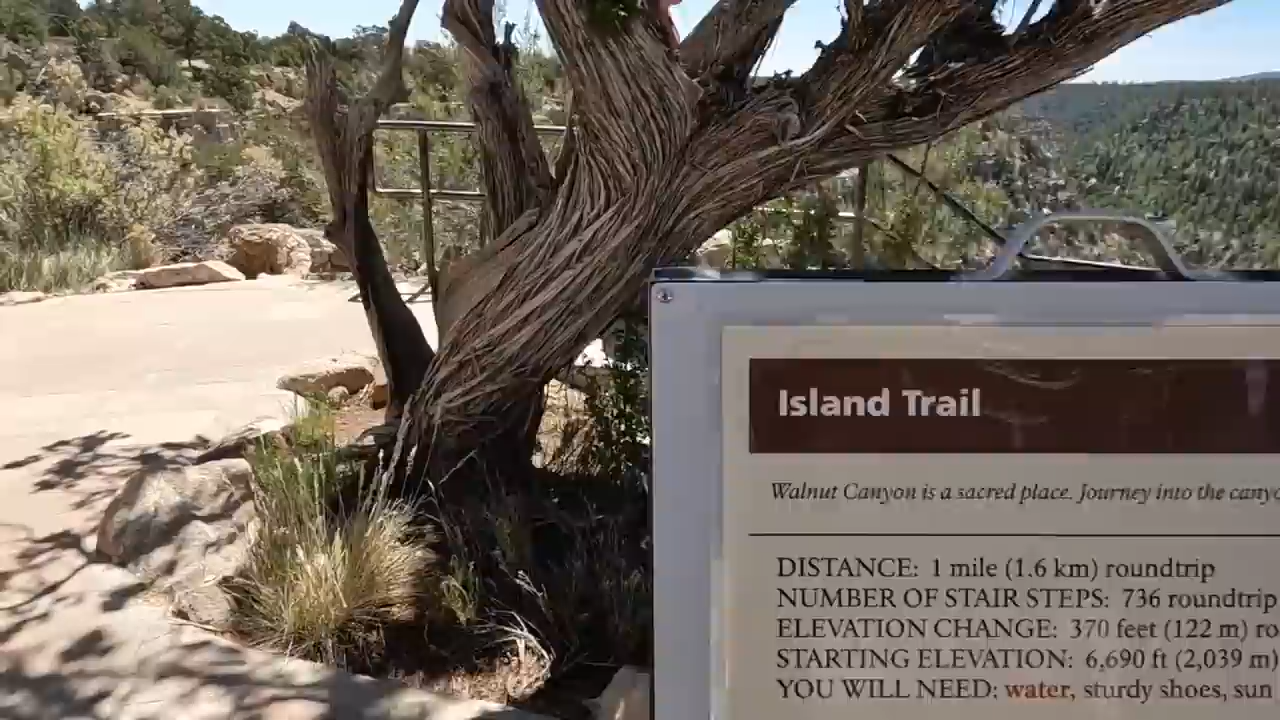 Island Trail
Walnut Canyon is a sacred place. Journey into the
DISTANCE: 1 mile (1.6 km) roundtrip
NUMBER OF STAIR STEPS: 736 roundtrip
ELEVATION CHANGE: 370 feet (122 m) ro
STARTING ELEVATION: 6,690 ft (2,039 m)
YOU WILL NEED: water, sturdy shoes, sun